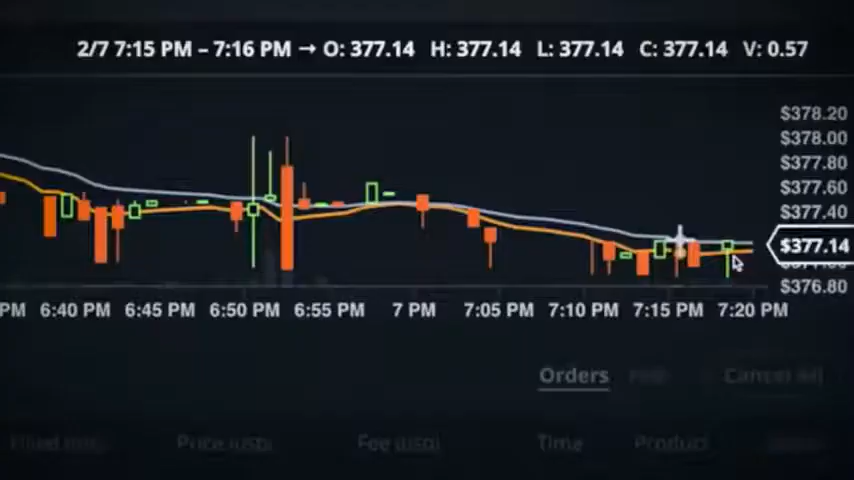 2/7 7:15 PM – 7:16 PM → O: 377.14 H: 377.14 L: 377.14 C: 377.14 V: 0.57
$378.20
$378.00
$377.80
$377.60
$377.40
$377.14
$376.80
PM 6:40 PM 6:45 PM 6:50 PM 6:55 PM 7 PM 7:05 PM 7:10 PM 7:15 PM 7:20 PM
Orders Cancel All
Price Fee Time Product